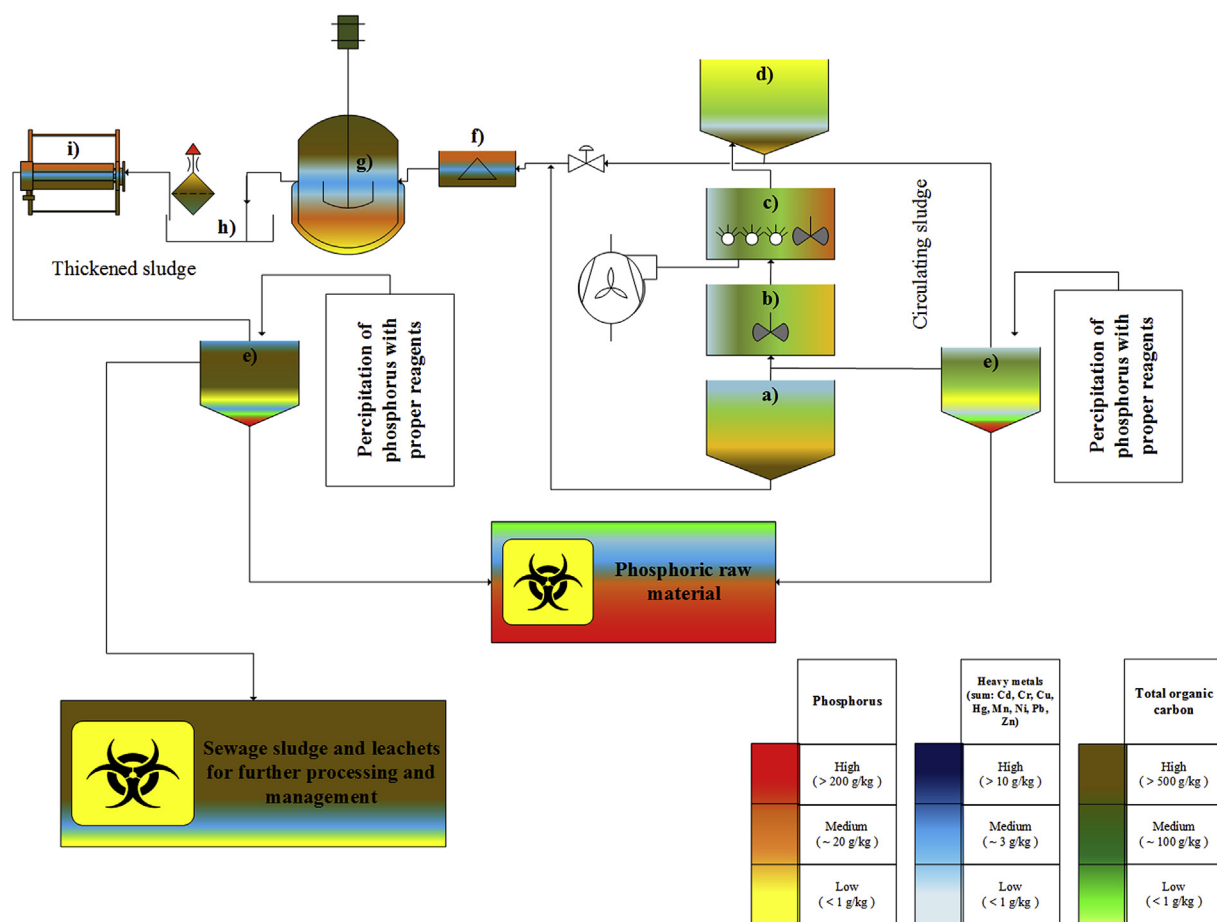 d)
i)
f)
g)
c)
h)
Thickened sludge
Circulating sludge
b)
e)
Percipitation of
phosphorus with
proper reagents
a)
e)
Percipitation of
phosphorus with
proper reagents
Phosphoric raw
material
Sewage sludge and leachets
for further processing and
management
Phosphorus
High
( > 200 g/kg )
Medium
( ~ 20 g/kg )
Low
( < 1 g/kg )
Heavy metals
(sum: Cd, Cr, Cu,
Hg, Mn, Ni, Pb,
Zn)
High
( > 10 g/kg )
Medium
( ~ 3 g/kg )
Low
( < 1 g/kg )
Total organic
carbon
High
( > 500 g/kg )
Medium
( ~ 100 g/kg )
Low
( < 1 g/kg )